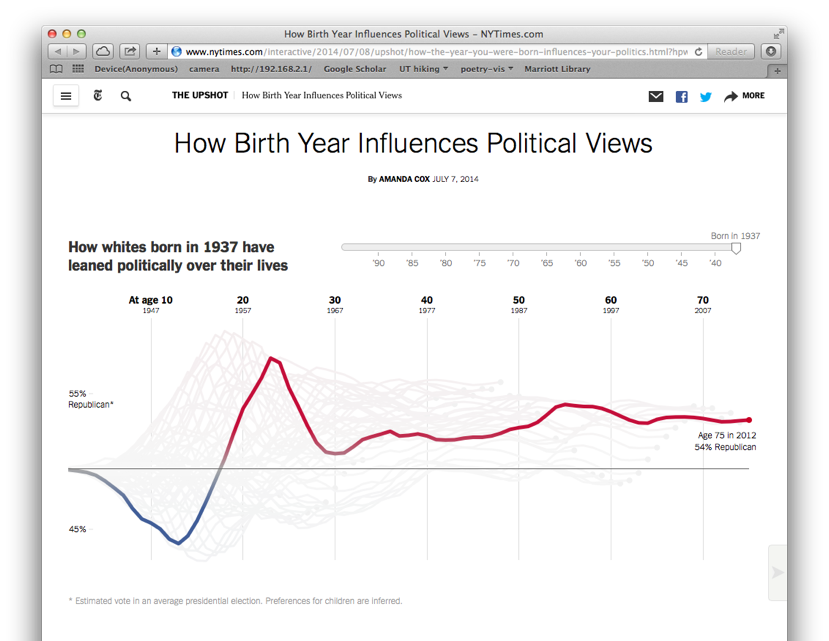 How Birth Year Influences Political Views – NYTimes.com
www.nytimes.com/interactive/2014/07/08/upshot/how-the-year-you-were-born-influences-your-politics.html?hpw
Reader
Device(Anonymous) camera http://192.168.2.1/ Google Scholar UT hiking poetry-vis Marriott Library
THE UPSHOT How Birth Year Influences Political Views MORE
How Birth Year Influences Political Views
By AMANDA COX JULY 7, 2014
Born in 1937
How whites born in 1937 have
leaned politically over their lives
'90 '85 '80 '75 '70 '65 '60 '55 '50 '45 '40
At age 10 20 30 40 50 60 70
1947 1957 1967 1977 1987 1997 2007
55%
Republican*
Age 75 in 2012
54% Republican
45%
* Estimated vote in an average presidential election. Preferences for children are inferred.